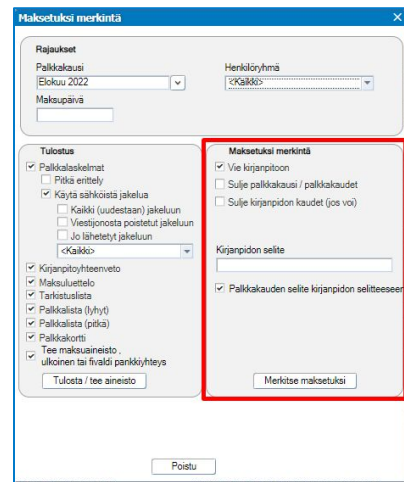 Maksetuksi merkintä
Rajaukset
Palkkakausi
Henkilöryhmä
Elokuu 2022
<Kaikki>
Maksupäivä
Tulostus
Palkkalaskelmat
Pitkä erittely
Käytä sähköistä jakelua
Kaikki (uudestaan) jakeluun
Viestijonosta poistetut jakeluun
Jo lähetetyt jakeluun
<Kaikki>
Kirjanpitoyhteenveto
Maksuluettelo
Tarkistuslista
Palkkalista (lyhyt)
Palkkalista (pitkä)
Palkkakortti
Tee maksuaineisto ,
ulkoinen tai fivaldi pankkiyhteys
Tulosta / tee aineisto
Maksetuksi merkintä
Vie kirjanpitoon
Sulje palkkakausi / palkkakaudet
Sulje kirjanpidon kaudet (jos voi)
Kirjanpidon selite
Palkkakauden selite kirjanpidon selitteeseen
Merkitse maksetuksi
Poistu